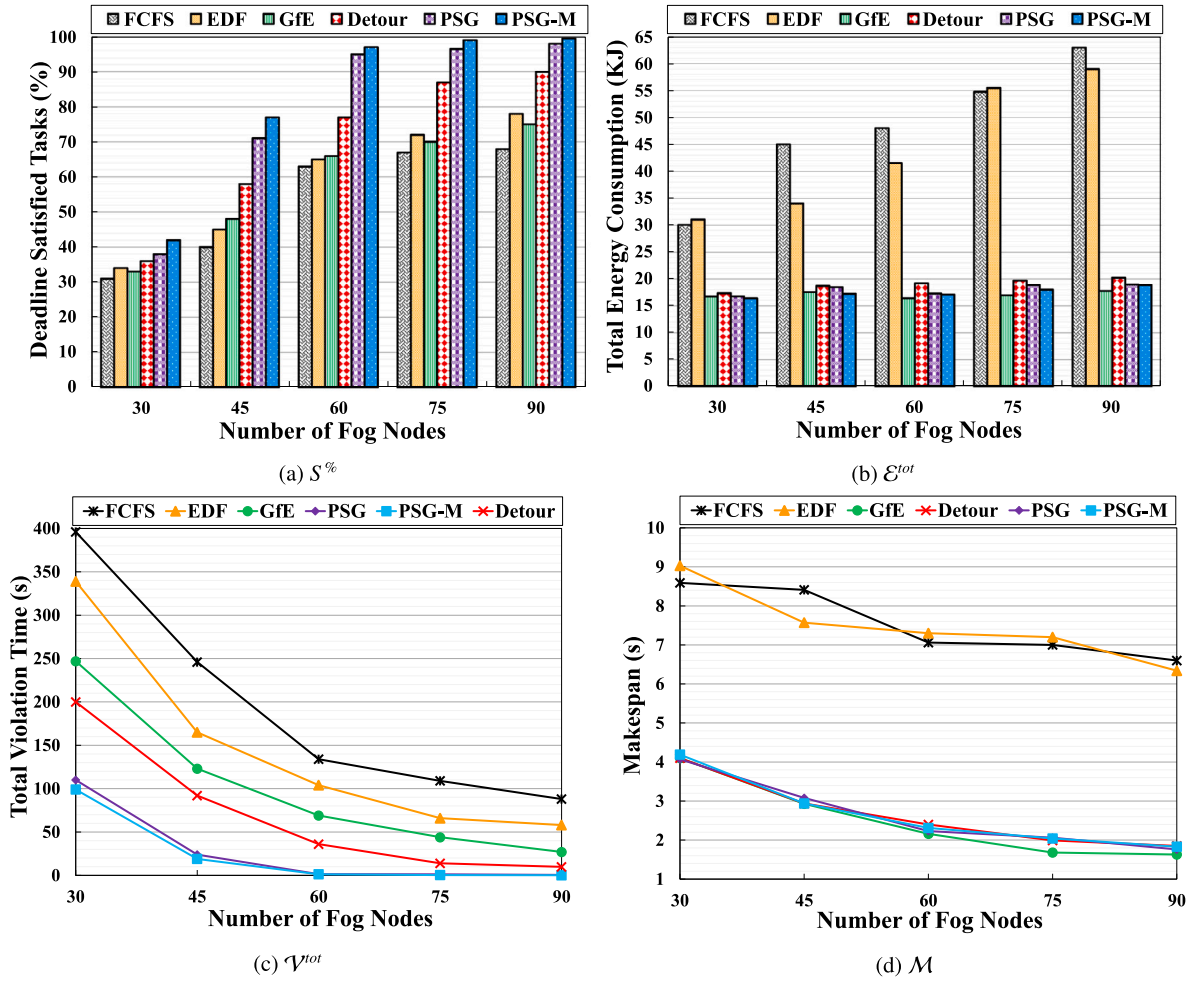 FCFS EDF GfE Detour PSG PSG-M
Deadline Satisfied Tasks (%)
100
90
80
70
60
50
40
30
20
10
0
30 45 60 75 90
Number of Fog Nodes
(a) S%
FCFS EDF GfE Detour PSG PSG-M
Total Energy Consumption (KJ)
65
60
55
50
45
40
35
30
25
20
15
10
5
0
30 45 60 75 90
Number of Fog Nodes
(b) Ɛtot
FCFS EDF GfE PSG PSG-M Detour
Total Violation Time (s)
400
350
300
250
200
150
100
50
0
30 45 60 75 90
Number of Fog Nodes
(c) 𝒱tot
FCFS EDF GfE Detour PSG PSG-M
Makespan (s)
10
9
8
7
6
5
4
3
2
1
30 45 60 75 90
Number of Fog Nodes
(d) ℳ